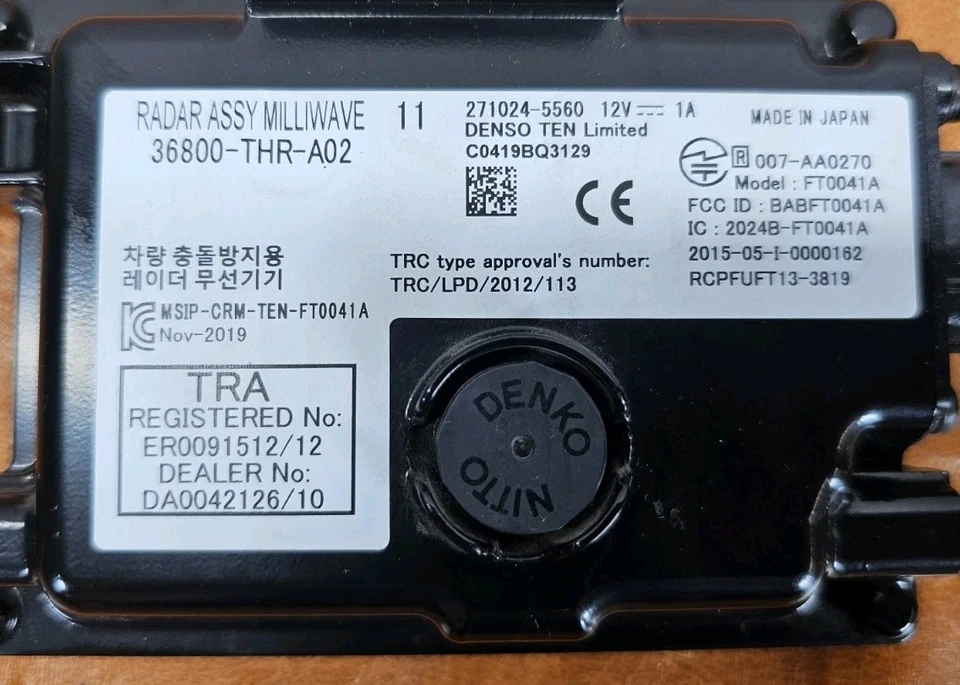 RADAR ASSY MILLIWAVE 11
36800-THR-A02
271024-5560 12V ⎓ 1A
DENSO TEN Limited
C0419BQ3129
MADE IN JAPAN
R 007-AA0270
Model : FT0041A
FCC ID : BABFT0041A
IC : 2024B-FT0041A
2015-05-I-0000162
RCPFUFT13-3819
CE
차량 충돌방지용
레이더 무선기기
TRC type approval's number:
TRC/LPD/2012/113
KC MSIP-CRM-TEN-FT0041A
Nov-2019
TRA
REGISTERED No:
ER0091512/12
DEALER No:
DA0042126/10
DENKO
NITTO